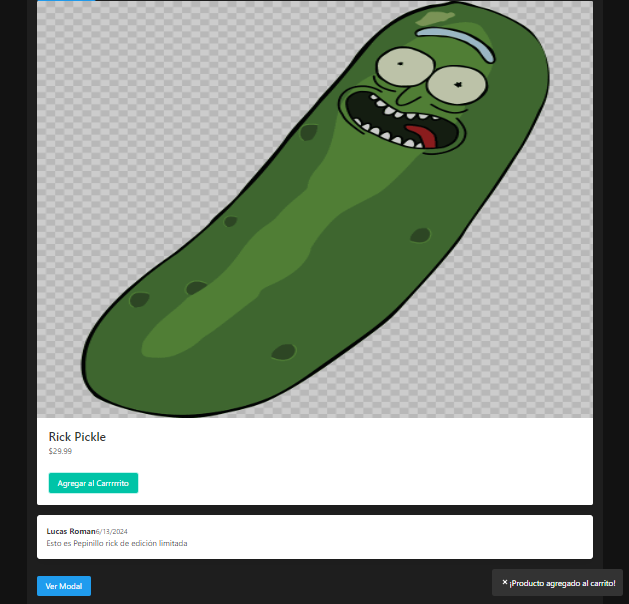 Rick Pickle
$29.99
Agregar al Carrrrrito
Lucas Roman6/13/2024
Esto es Pepinillo rick de edición limitada
Ver Modal
× ¡Producto agregado al carrito!